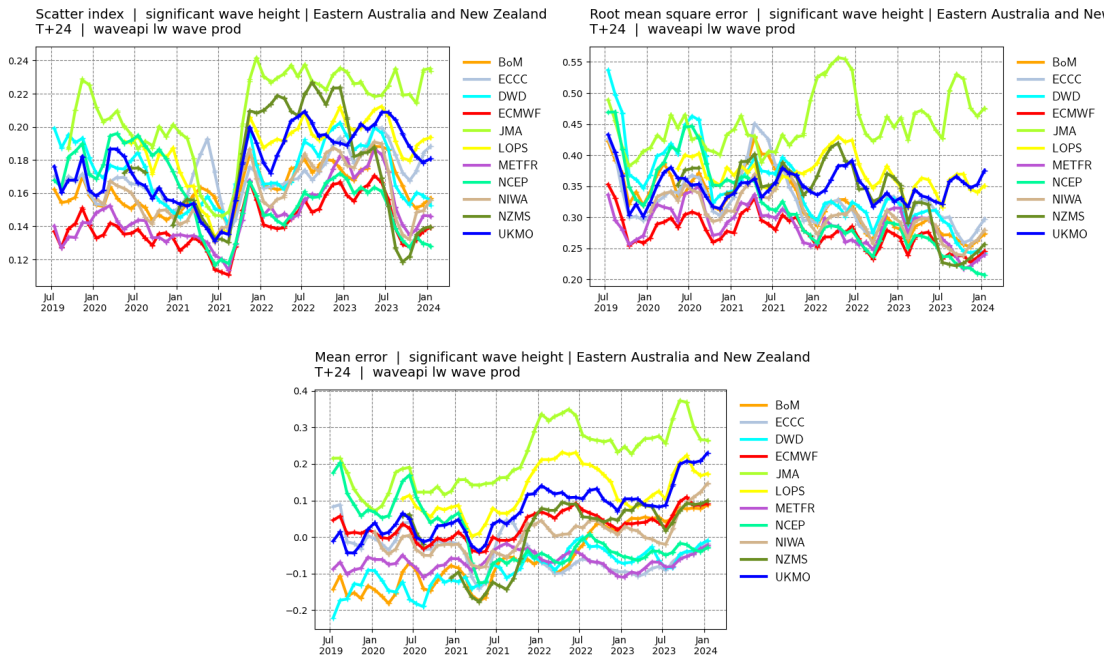 Scatter index | significant wave height | Eastern Australia and New Zealand
T+24 | waveapi lw wave prod
0.24
0.22
0.20
0.18
0.16
0.14
0.12
Jul 2019
Jan 2020
Jul 2020
Jan 2021
Jul 2021
Jan 2022
Jul 2022
Jan 2023
Jul 2023
Jan 2024
BoM
ECCC
DWD
ECMWF
JMA
LOPS
METFR
NCEP
NIWA
NZMS
UKMO
Root mean square error | significant wave height | Eastern Australia and Nev
T+24 | waveapi lw wave prod
0.55
0.50
0.45
0.40
0.35
0.30
0.25
0.20
Jul 2019
Jan 2020
Jul 2020
Jan 2021
Jul 2021
Jan 2022
Jul 2022
Jan 2023
Jul 2023
Jan 2024
BoM
ECCC
DWD
ECMWF
JMA
LOPS
METFR
NCEP
NIWA
NZMS
UKMO
Mean error | significant wave height | Eastern Australia and New Zealand
T+24 | waveapi lw wave prod
0.4
0.3
0.2
0.1
0.0
−0.1
−0.2
Jul 2019
Jan 2020
Jul 2020
Jan 2021
Jul 2021
Jan 2022
Jul 2022
Jan 2023
Jul 2023
Jan 2024
BoM
ECCC
DWD
ECMWF
JMA
LOPS
METFR
NCEP
NIWA
NZMS
UKMO